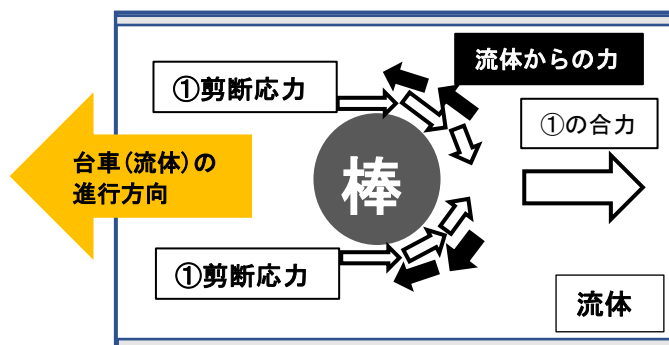 流体からの力
①剪断応力
①の合力
台車(流体)の
進行方向
棒
①剪断応力
流体